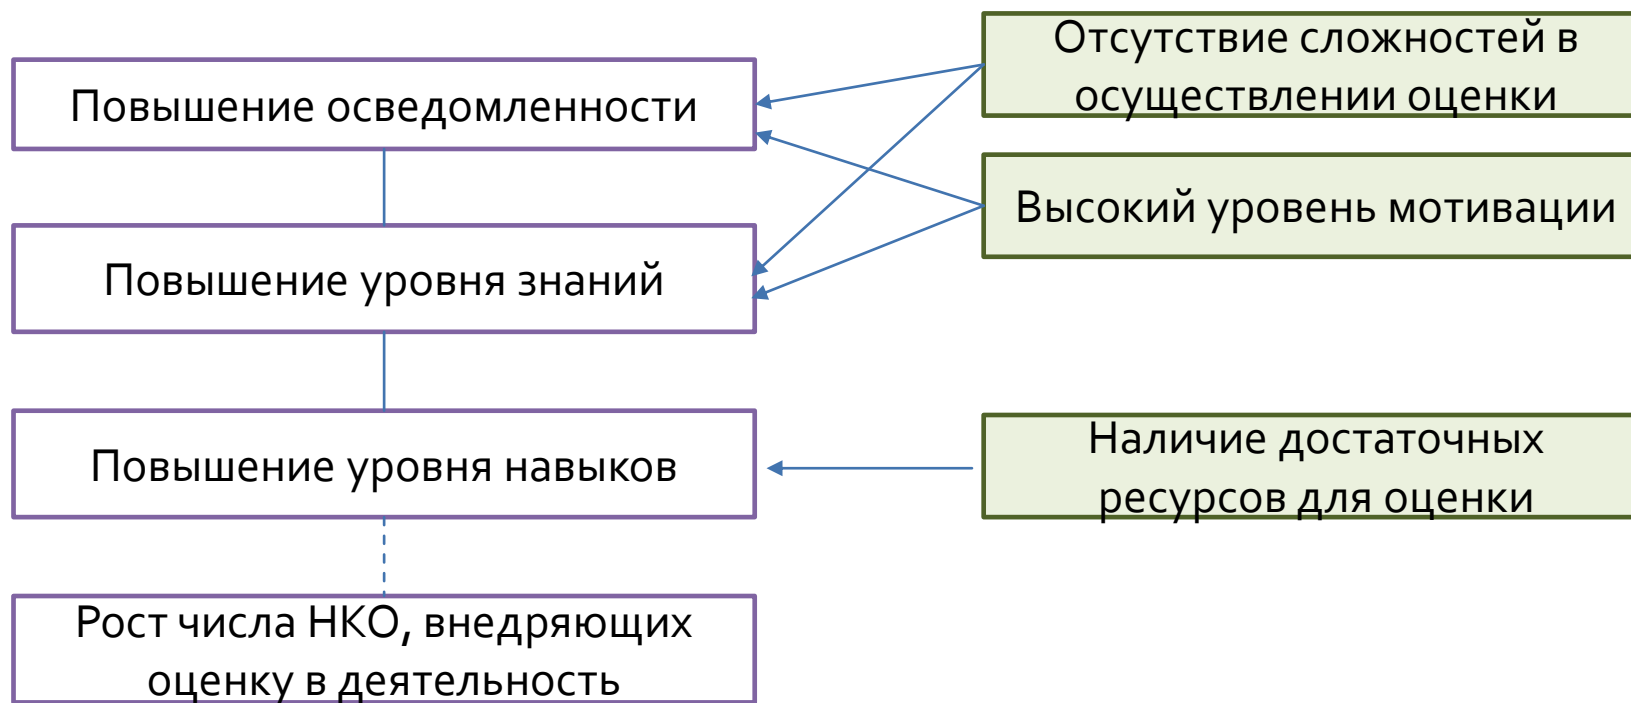 Отсутствие сложностей в
осуществлении оценки
Повышение осведомленности
Высокий уровень мотивации
Повышение уровня знаний
Повышение уровня навыков
Наличие достаточных
ресурсов для оценки
Рост числа НКО, внедряющих
оценку в деятельность